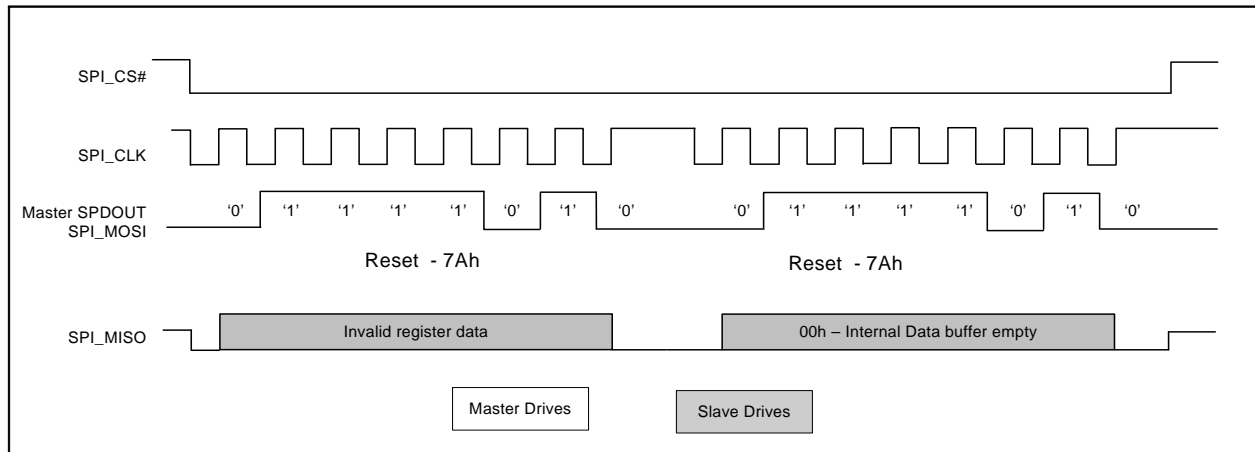 SPI_CS#
SPI_CLK
Master SPDOUT
SPI_MOSI
‘0’ ‘1’ ‘1’ ‘1’ ‘1’ ‘0’ ‘1’ ‘0’ ‘0’ ‘1’ ‘1’ ‘1’ ‘1’ ‘0’ ‘1’ ‘0’
Reset - 7Ah Reset - 7Ah
SPI_MISO
Invalid register data
00h – Internal Data buffer empty
Master Drives
Slave Drives